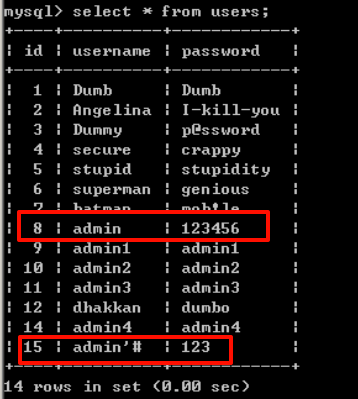 mysql> select * from users;
+----+----------+------------+
| id | username | password   |
+----+----------+------------+
|  1 | Dumb     | Dumb       |
|  2 | Angelina | I-kill-you |
|  3 | Dummy    | p@ssword   |
|  4 | secure   | crappy     |
|  5 | stupid   | stupidity  |
|  6 | superman | genious    |
|  7 | batman   | mob!le     |
|  8 | admin    | 123456     |
|  9 | admin1   | admin1     |
| 10 | admin2   | admin2     |
| 11 | admin3   | admin3     |
| 12 | dhakkan  | dumbo      |
| 14 | admin4   | admin4     |
| 15 | admin'#  | 123        |
+----+----------+------------+
14 rows in set (0.00 sec)